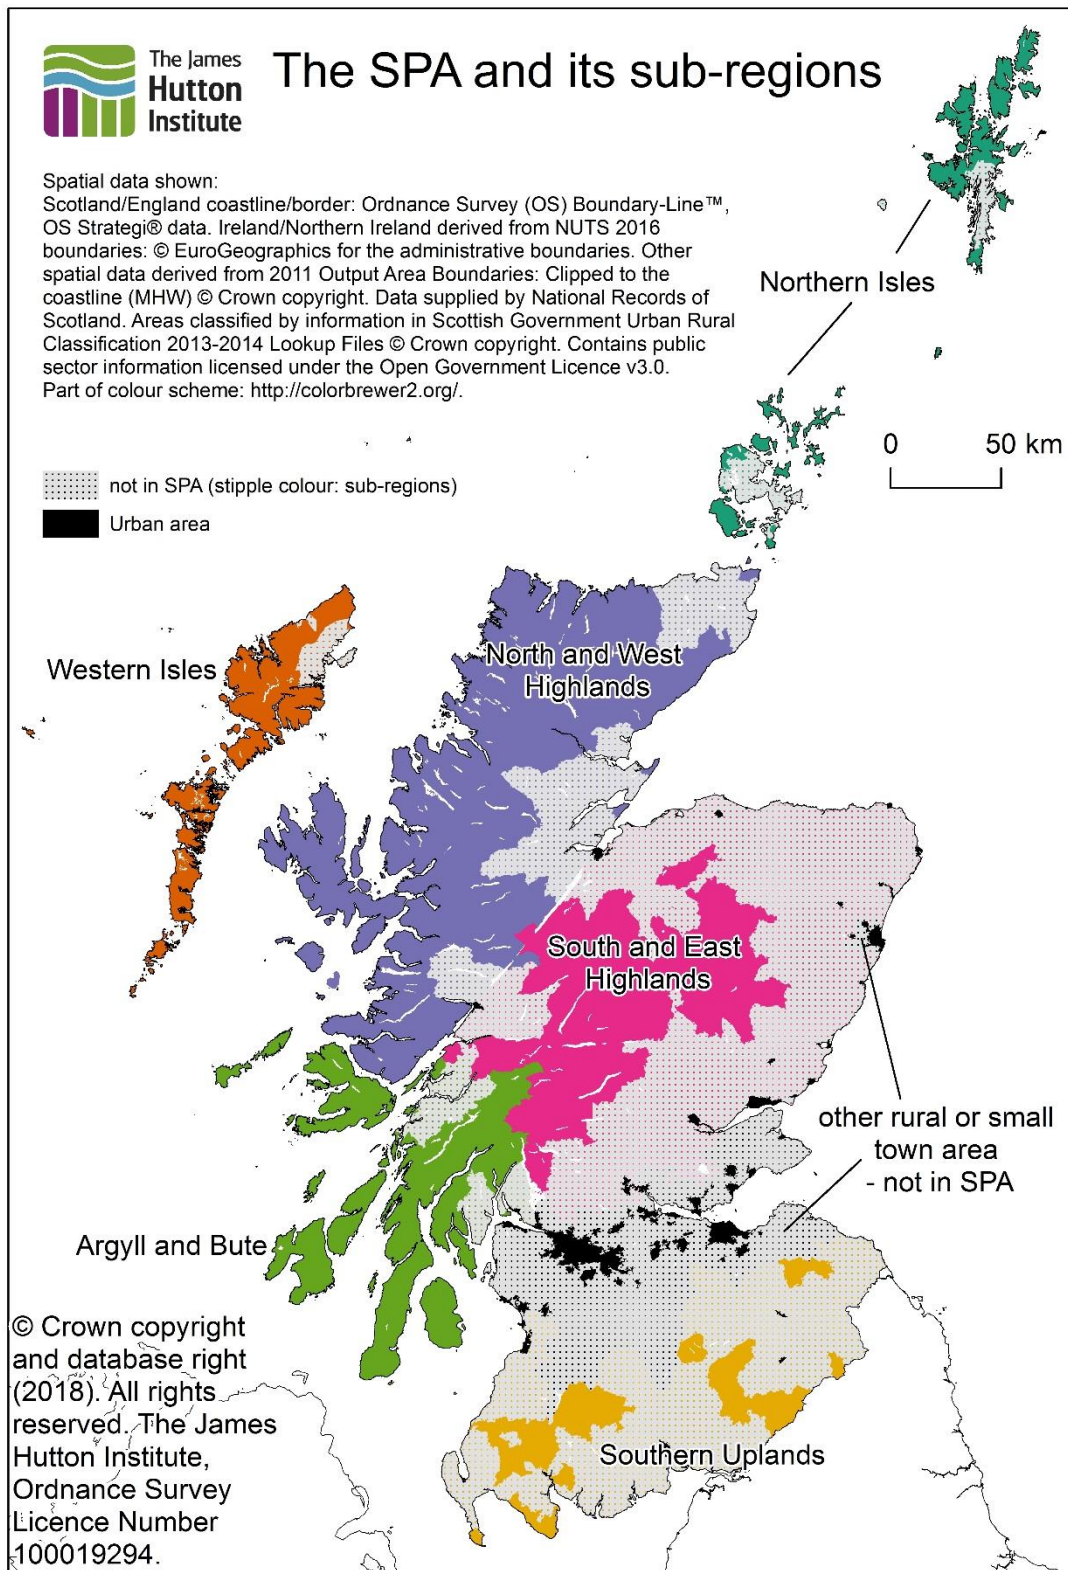 The James
Hutton
Institute
The SPA and its sub-regions
Spatial data shown:
Scotland/England coastline/border: Ordnance Survey (OS) Boundary-Line™,
OS Strategi® data. Ireland/Northern Ireland derived from NUTS 2016
boundaries: © EuroGeographics for the administrative boundaries. Other
spatial data derived from 2011 Output Area Boundaries: Clipped to the
coastline (MHW) © Crown copyright. Data supplied by National Records of
Scotland. Areas classified by information in Scottish Government Urban Rural
Classification 2013-2014 Lookup Files © Crown copyright. Contains public
sector information licensed under the Open Government Licence v3.0.
Part of colour scheme: http://colorbrewer2.org/.
Northern Isles
0 50 km
not in SPA (stipple colour: sub-regions)
Urban area
Western Isles
North and West
Highlands
South and East
Highlands
other rural or small
town area
- not in SPA
Argyll and Bute
Southern Uplands
© Crown copyright
and database right
(2018). All rights
reserved. The James
Hutton Institute,
Ordnance Survey
Licence Number
100019294.